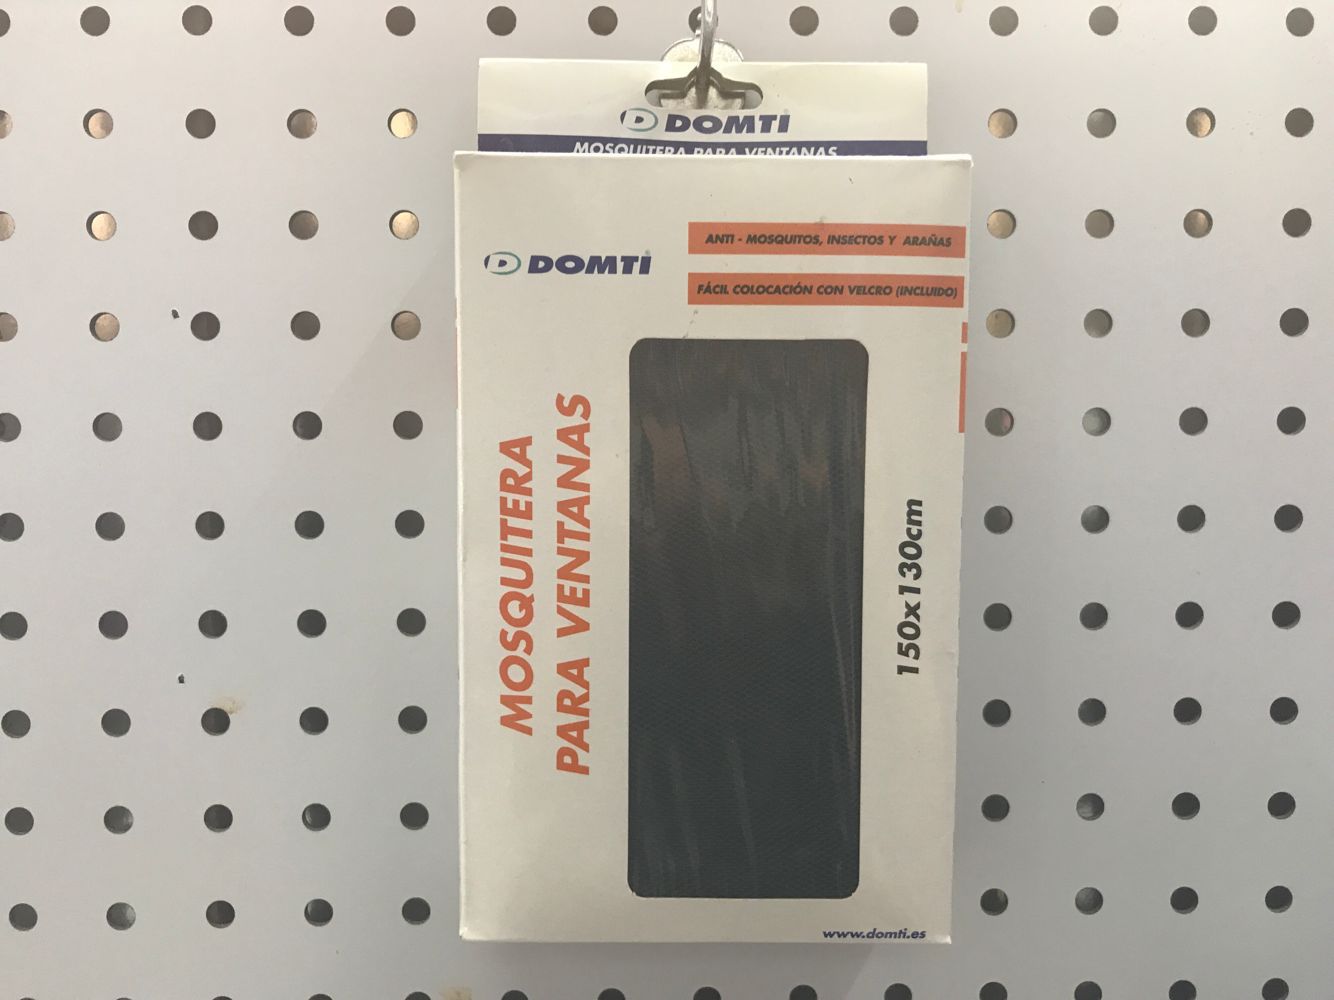 DOMTI
MOSQUITERA PARA VENTANAS
DOMTI
ANTI - MOSQUITOS, INSECTOS Y ARAÑAS
FÁCIL COLOCACIÓN CON VELCRO (INCLUIDO)
MOSQUITERA
PARA VENTANAS
150x130cm
www.domti.es